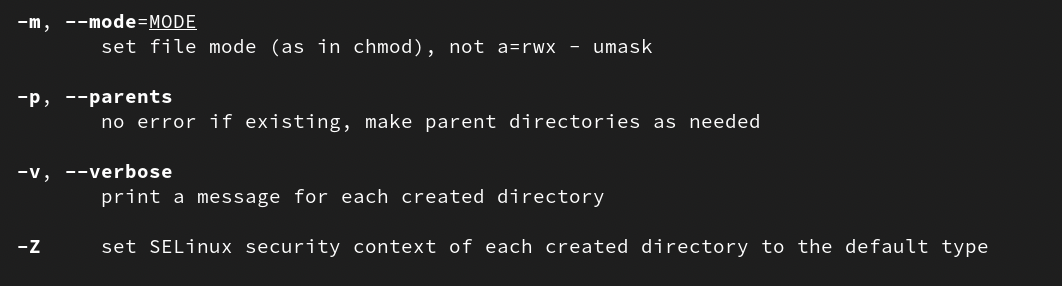 -m, --mode=MODE
set file mode (as in chmod), not a=rwx - umask
-p, --parents
no error if existing, make parent directories as needed
-v, --verbose
print a message for each created directory
-Z set SELinux security context of each created directory to the default type